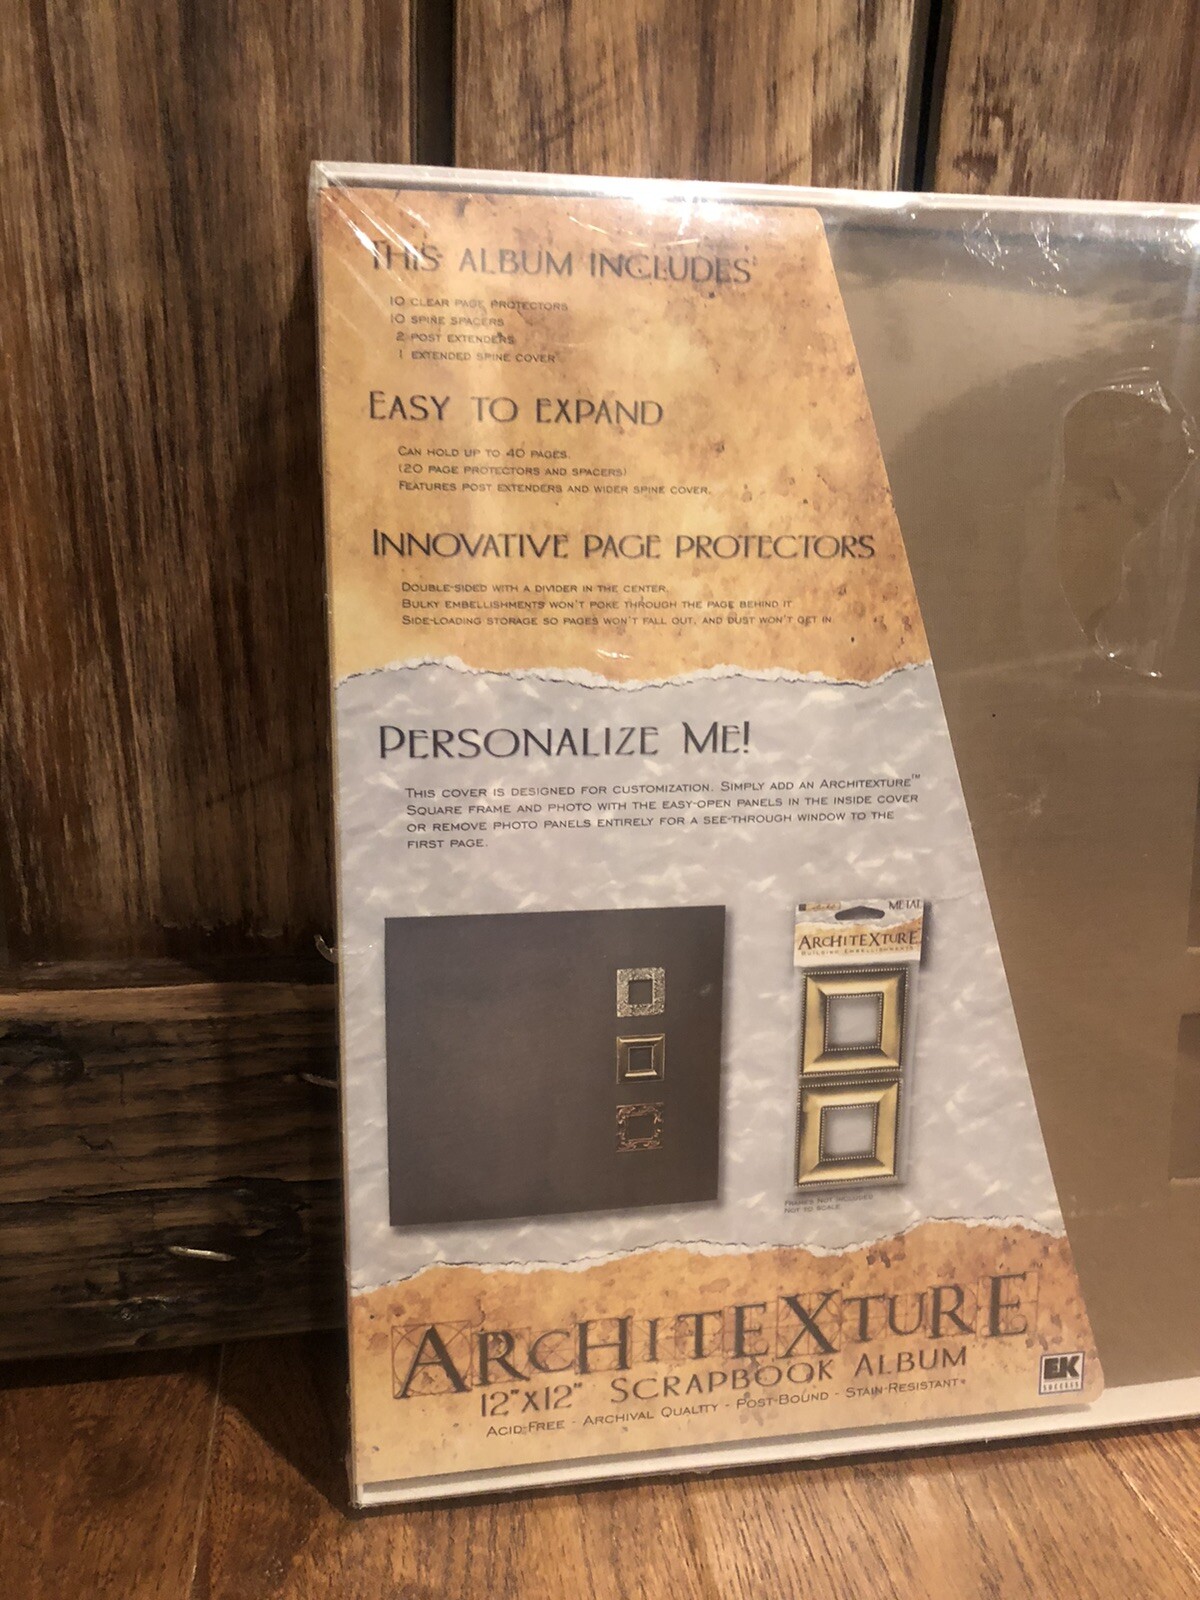 THIS ALBUM INCLUDES:
10 CLEAR PAGE PROTECTORS
10 SPINE SPACERS
2 POST EXTENDERS
1 EXTENDED SPINE COVER
EASY TO EXPAND
CAN HOLD UP TO 40 PAGES.
(20 PAGE PROTECTORS AND SPACERS)
FEATURES POST EXTENDERS AND WIDER SPINE COVER.
INNOVATIVE PAGE PROTECTORS
DOUBLE-SIDED WITH A DIVIDER IN THE CENTER.
BULKY EMBELLISHMENTS WON'T POKE THROUGH THE PAGE BEHIND IT.
SIDE-LOADING STORAGE SO PAGES WON'T FALL OUT, AND DUST WON'T GET IN.
PERSONALIZE ME!
THIS COVER IS DESIGNED FOR CUSTOMIZATION. SIMPLY ADD AN ARCHITEXTURE™
SQUARE FRAME AND PHOTO WITH THE EASY-OPEN PANELS IN THE INSIDE COVER
OR REMOVE PHOTO PANELS ENTIRELY FOR A SEE-THROUGH WINDOW TO THE
FIRST PAGE.
METAL
ARCHITEXTURE
BUILDING EMBELLISHMENTS
FRAMES NOT INCLUDED
NOT TO SCALE
ARCHITEXTURE
12"X12" SCRAPBOOK ALBUM
ACID-FREE - ARCHIVAL QUALITY - POST-BOUND - STAIN-RESISTANT
EK
SUCCESS